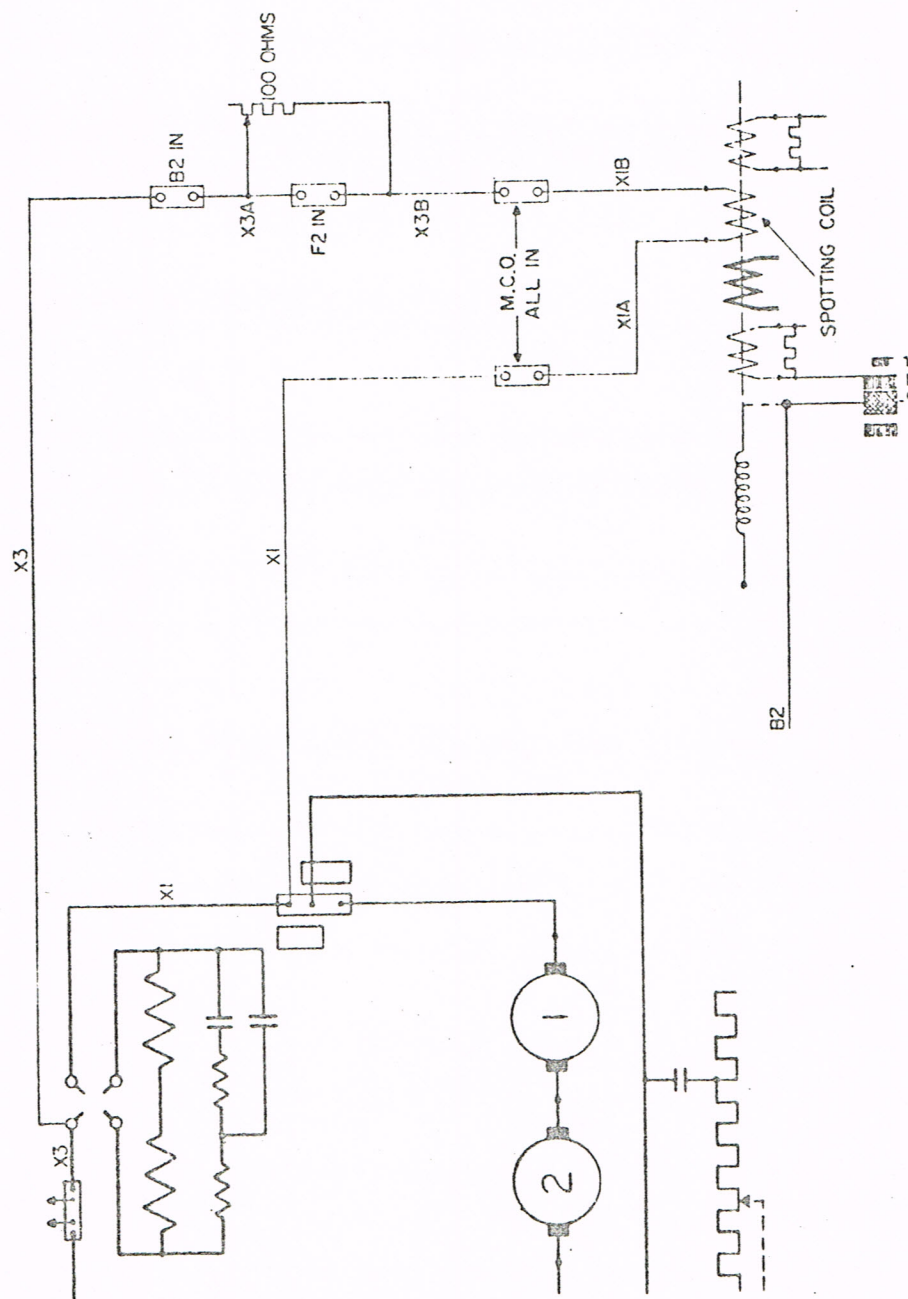 100 OHMS
B2 IN
X3A
F2 IN
X3B
M.C.O.
ALL IN
X1B
X1A
SPOTTING COIL
X3
X1
B2
X1
X3
1
2